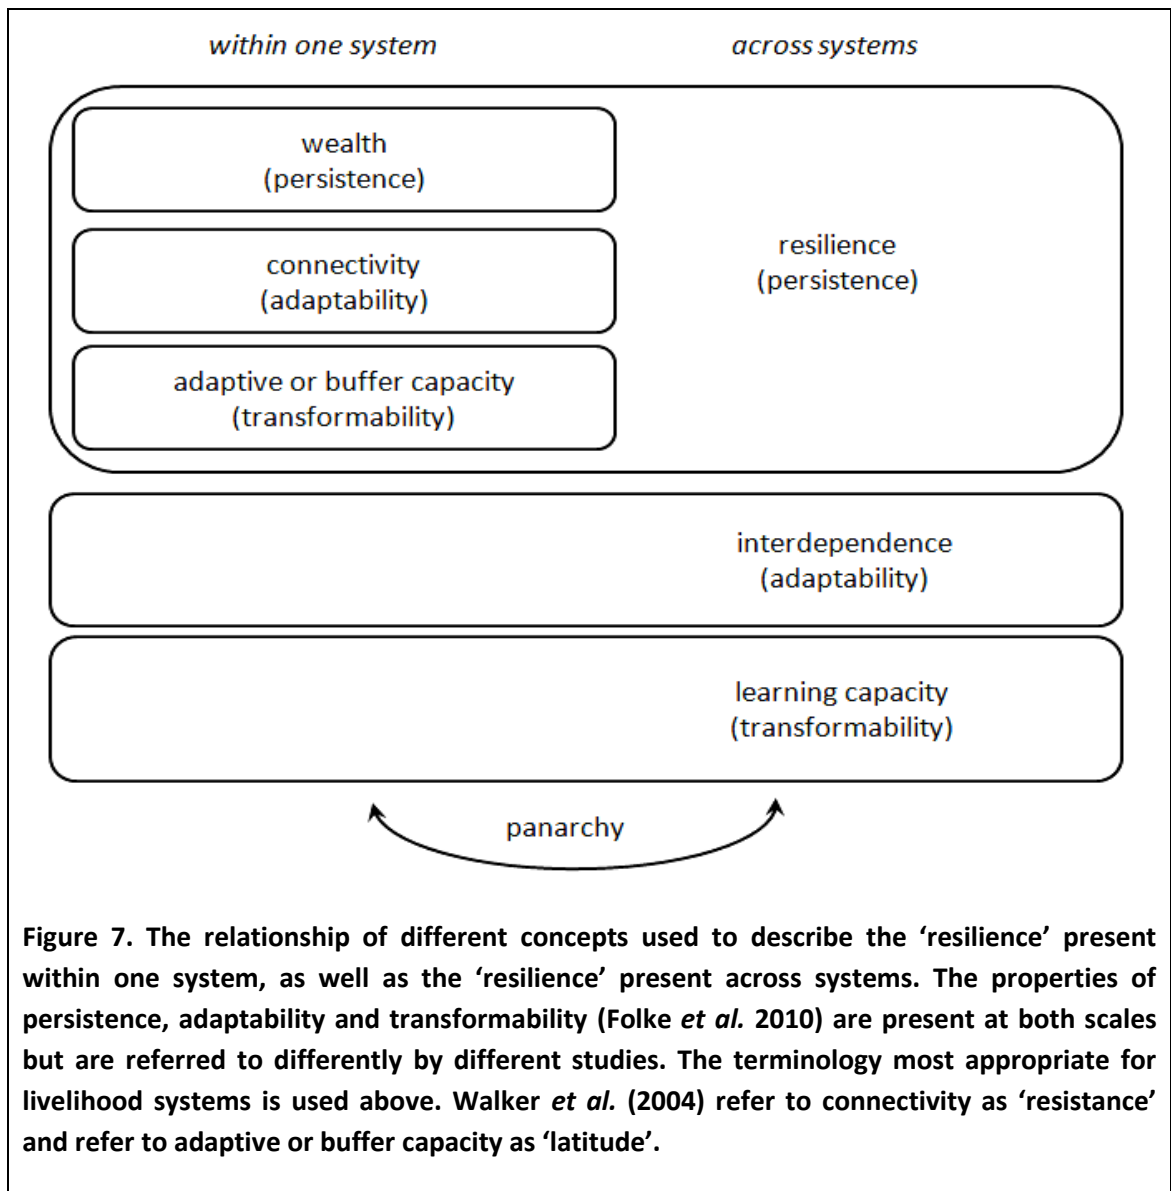 within one system
across systems
wealth
(persistence)
connectivity
(adaptability)
adaptive or buffer capacity
(transformability)
resilience
(persistence)
interdependence
(adaptability)
learning capacity
(transformability)
panarchy
Figure 7. The relationship of different concepts used to describe the ‘resilience’ present
within one system, as well as the ‘resilience’ present across systems. The properties of
persistence, adaptability and transformability (Folke et al. 2010) are present at both scales
but are referred to differently by different studies. The terminology most appropriate for
livelihood systems is used above. Walker et al. (2004) refer to connectivity as ‘resistance’
and refer to adaptive or buffer capacity as ‘latitude’.